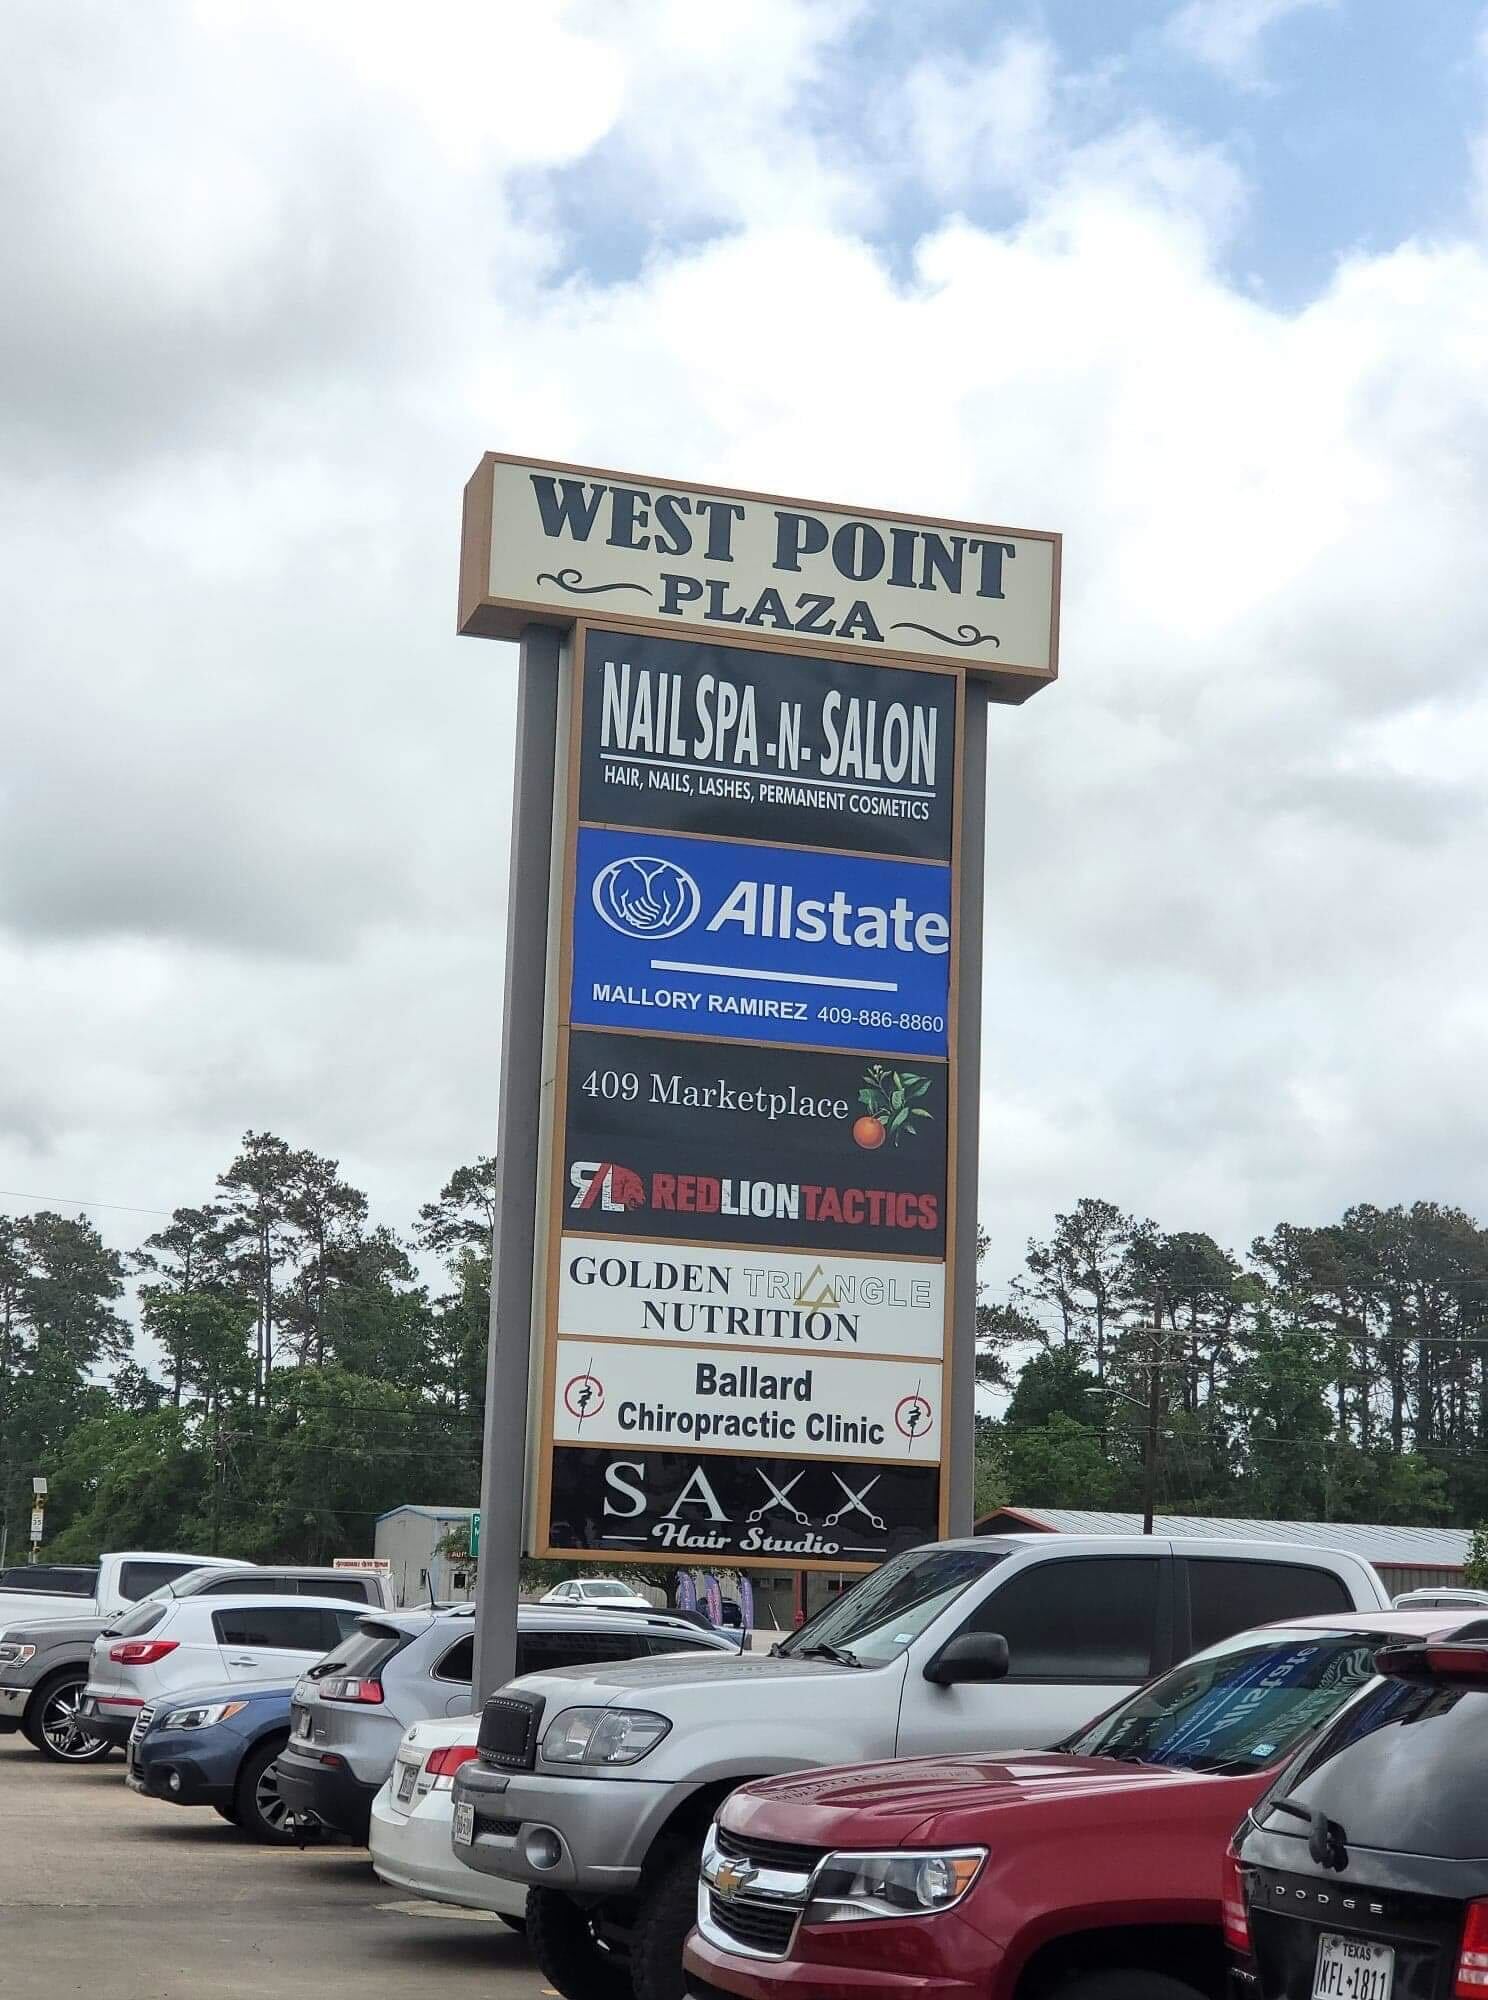 WEST POINT
PLAZA
NAIL SPA -N- SALON
HAIR, NAILS, LASHES, PERMANENT COSMETICS
Allstate
MALLORY RAMIREZ 409-886-8860
409 Marketplace
RL REDLIONTACTICS
GOLDEN TRIANGLE
NUTRITION
Ballard
Chiropractic Clinic
SAXX
Hair Studio
35
DODGE
TEXAS
KFL-1811